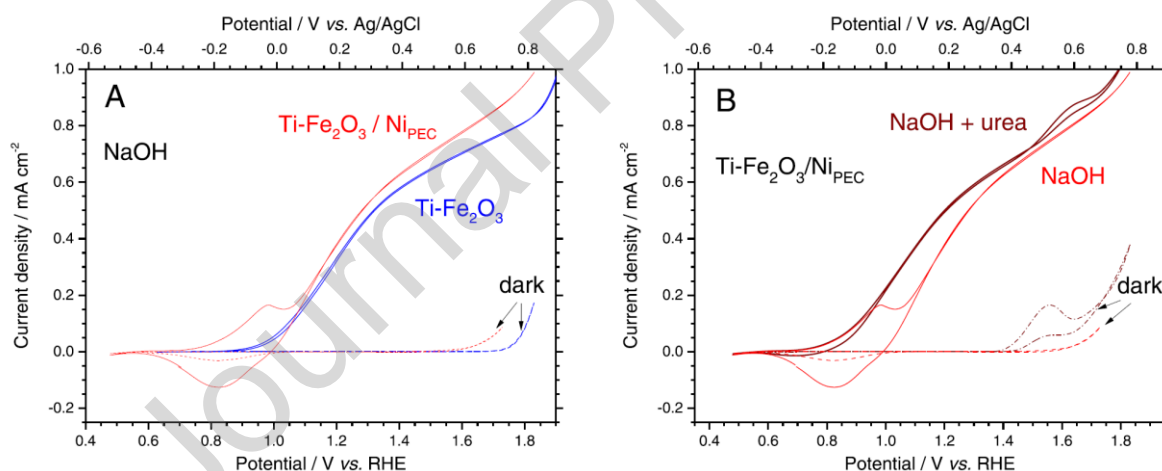 Potential / V vs. Ag/AgCl
-0.6 -0.4 -0.2 0.0 0.2 0.4 0.6 0.8
1.0
0.8
0.6
0.4
0.2
0.0
-0.2
Current density / mA cm⁻²
A
NaOH
Ti-Fe₂O₃ / Ni_PEC
Ti-Fe₂O₃
dark
0.4 0.6 0.8 1.0 1.2 1.4 1.6 1.8
Potential / V vs. RHE
Potential / V vs. Ag/AgCl
-0.6 -0.4 -0.2 0.0 0.2 0.4 0.6 0.8
1.0
0.8
0.6
0.4
0.2
0.0
-0.2
Current density / mA cm⁻²
B
NaOH + urea
Ti-Fe₂O₃/Ni_PEC
NaOH
dark
0.4 0.6 0.8 1.0 1.2 1.4 1.6 1.8
Potential / V vs. RHE
Journal P